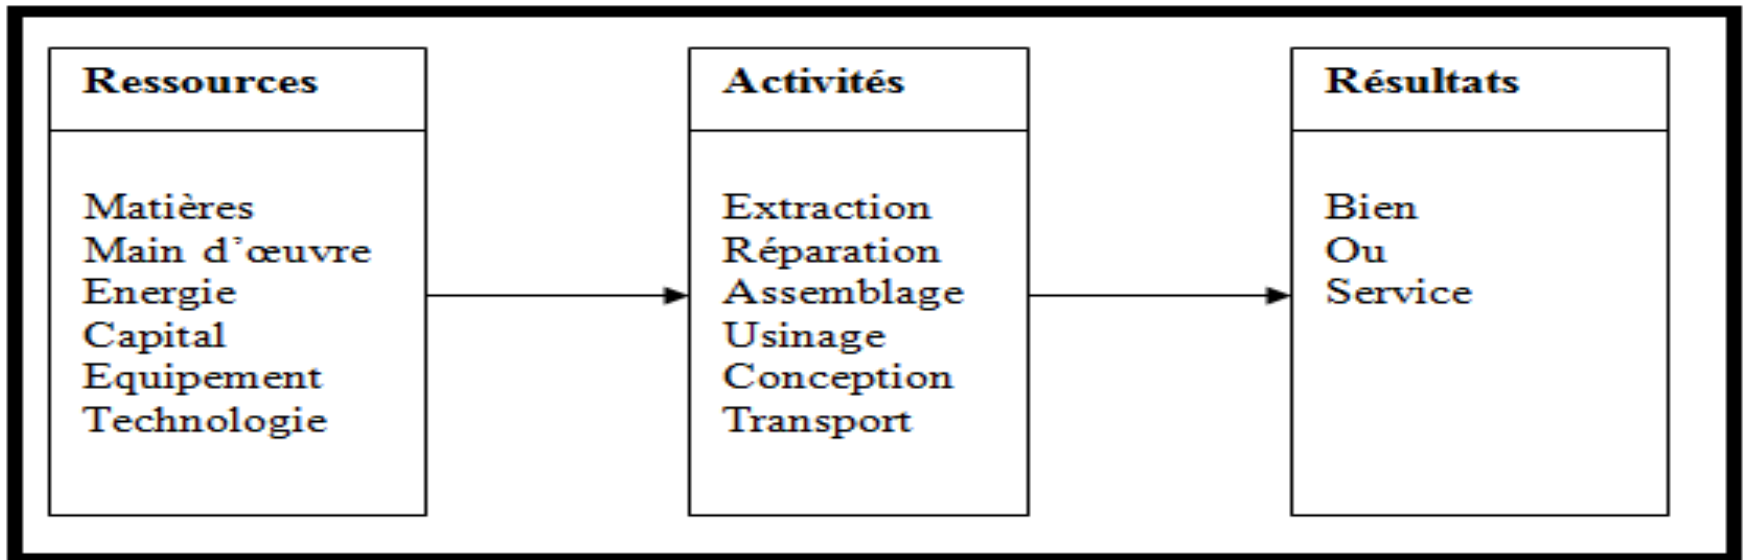 Ressources
Matières
Main d'œuvre
Energie
Capital
Equipement
Technologie
Activités
Extraction
Réparation
Assemblage
Usinage
Conception
Transport
Résultats
Bien
Ou
Service